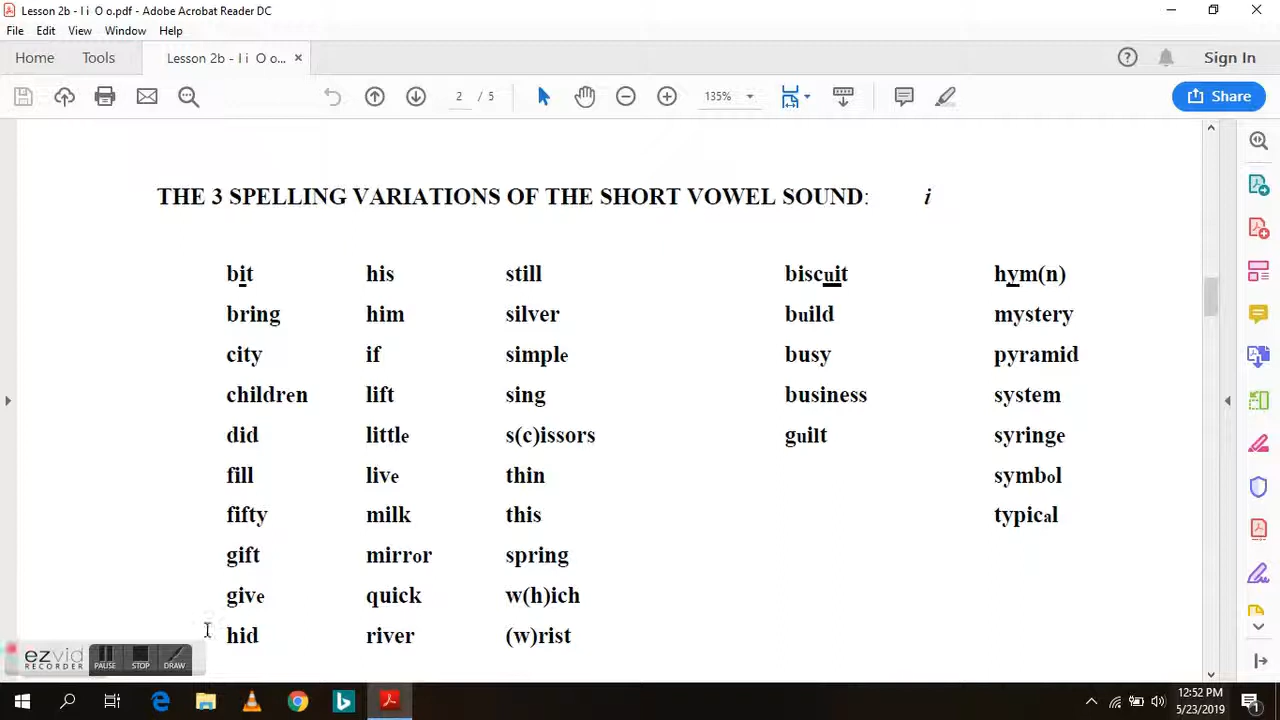 Lesson 2b - I i  O o.pdf - Adobe Acrobat Reader DC
File Edit View Window Help
Home Tools Lesson 2b - I i  O o... × Sign In
2 / 5 135% Share
THE 3 SPELLING VARIATIONS OF THE SHORT VOWEL SOUND: i
bit his still biscuit hym(n)
bring him silver build mystery
city if simple busy pyramid
children lift sing business system
did little s(c)issors guilt syringe
fill live thin symbol
fifty milk this typical
gift mirror spring
give quick w(h)ich
hid river (w)rist
ezvid PAUSE STOP DRAW
RECORDER
12:52 PM
5/23/2019